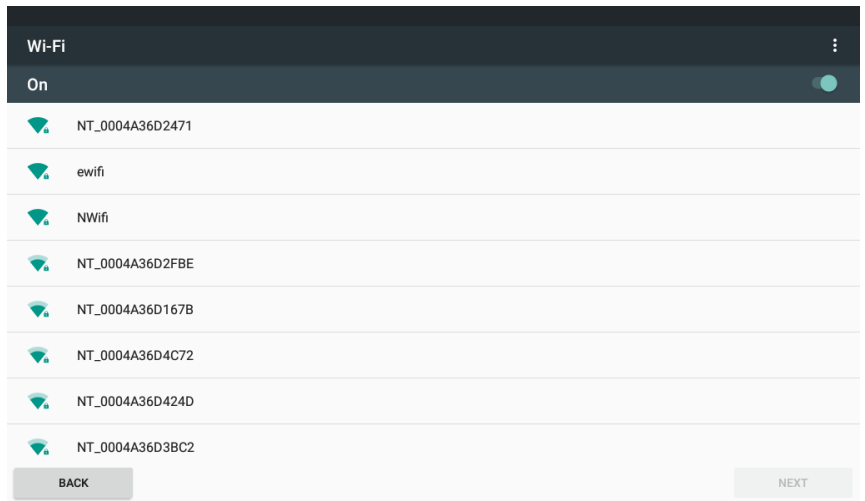 Wi-Fi
On
NT_0004A36D2471
ewifi
NWifi
NT_0004A36D2FBE
NT_0004A36D167B
NT_0004A36D4C72
NT_0004A36D424D
NT_0004A36D3BC2
BACK
NEXT